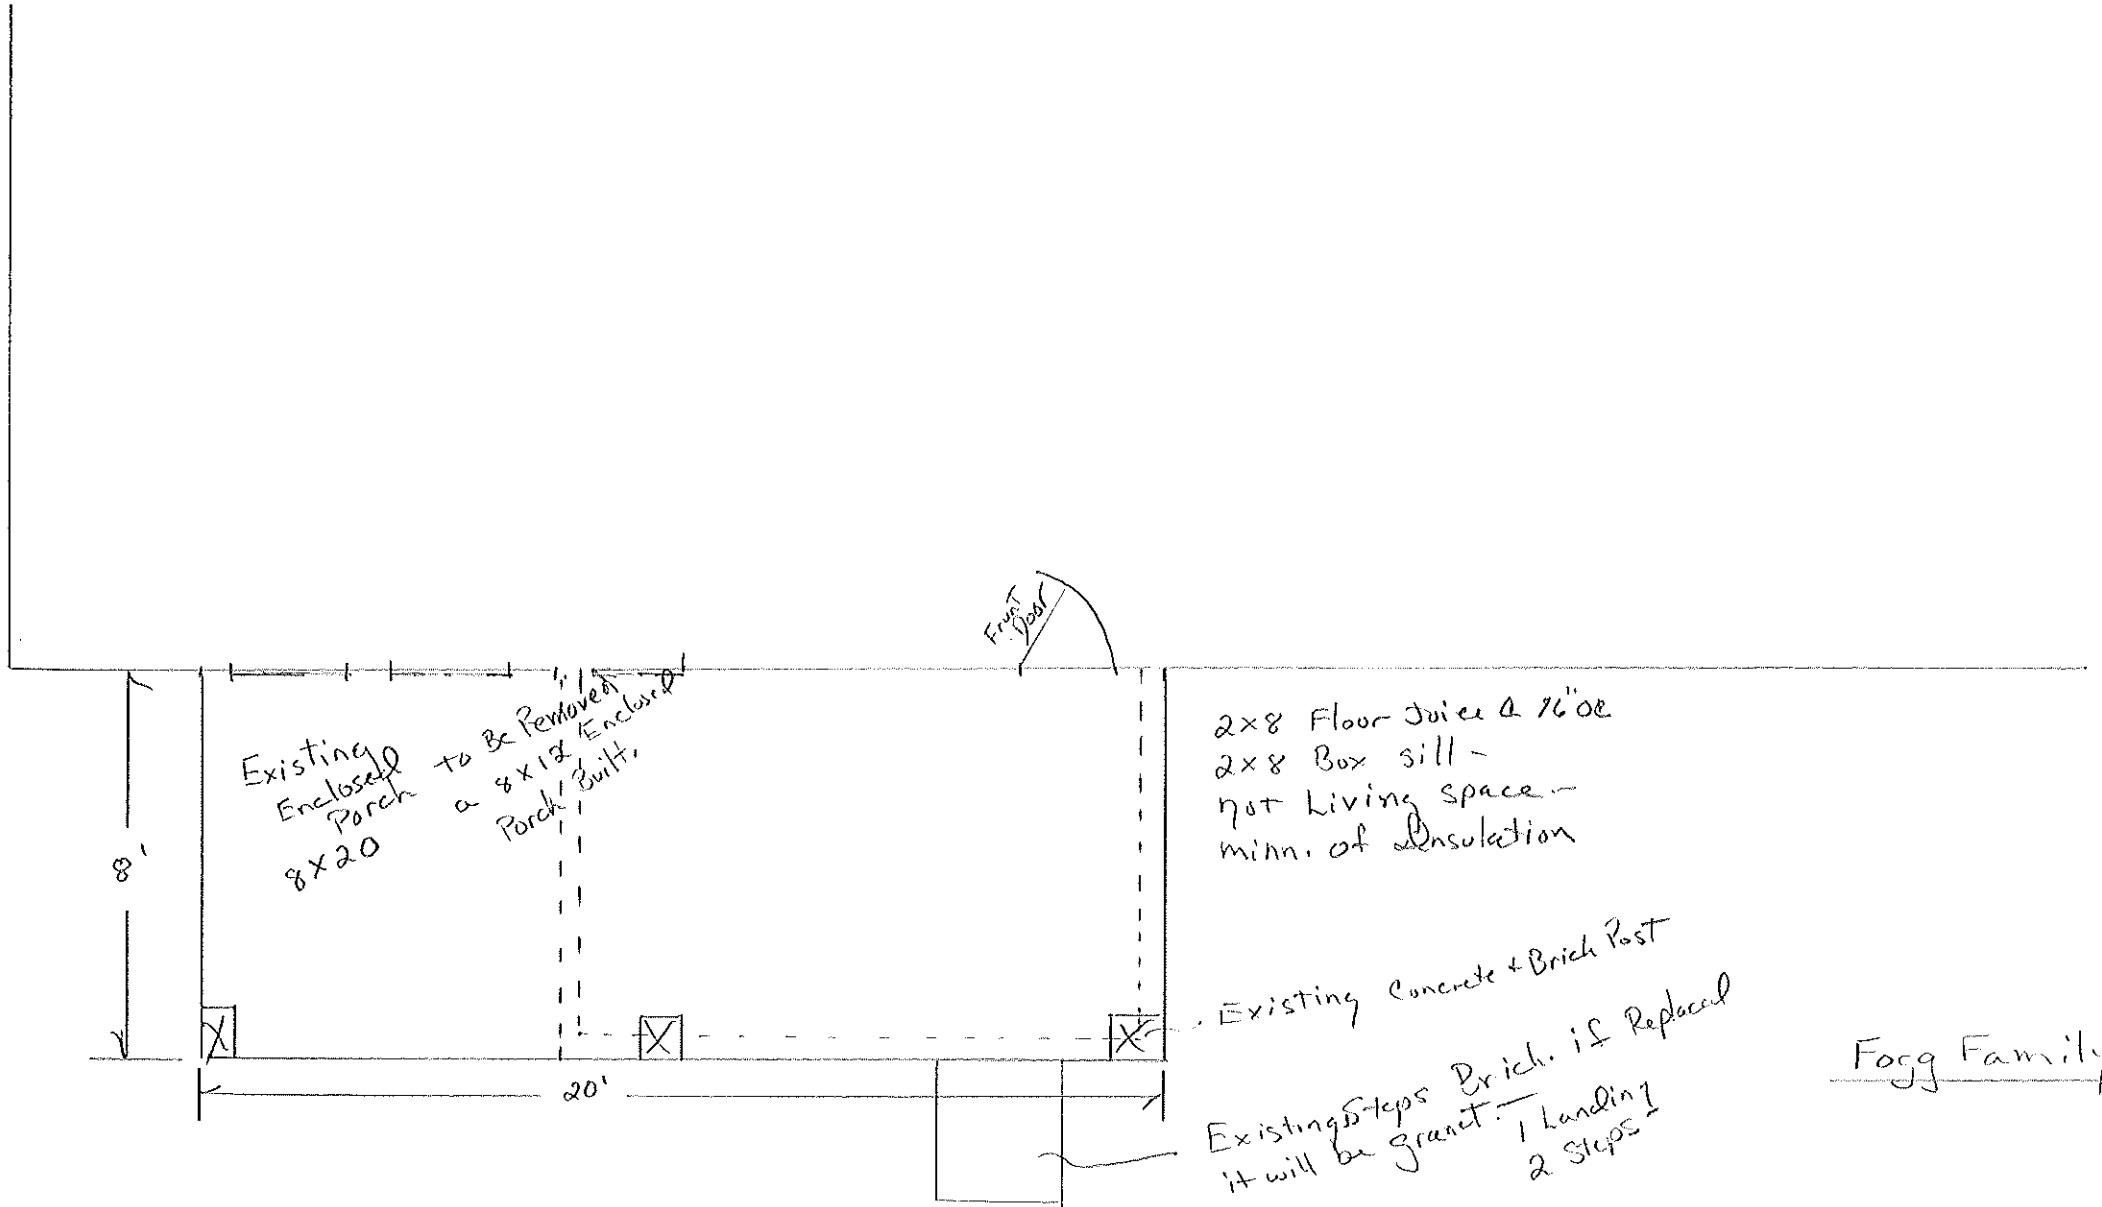 Front
Door
Existing
Enclosed
Porch to Be Removed
8x20 a 8x12 Enclosed
Porch Built.
8'
20'
2x8 Floor Juice @ 16" oc
2x8 Box sill -
not Living space -
minn. of Insulation
Existing Concrete + Brick Post
Existing Steps Brick. if Replaced
it will be granet. - 1 Landing
2 Steps -
Fogg Family